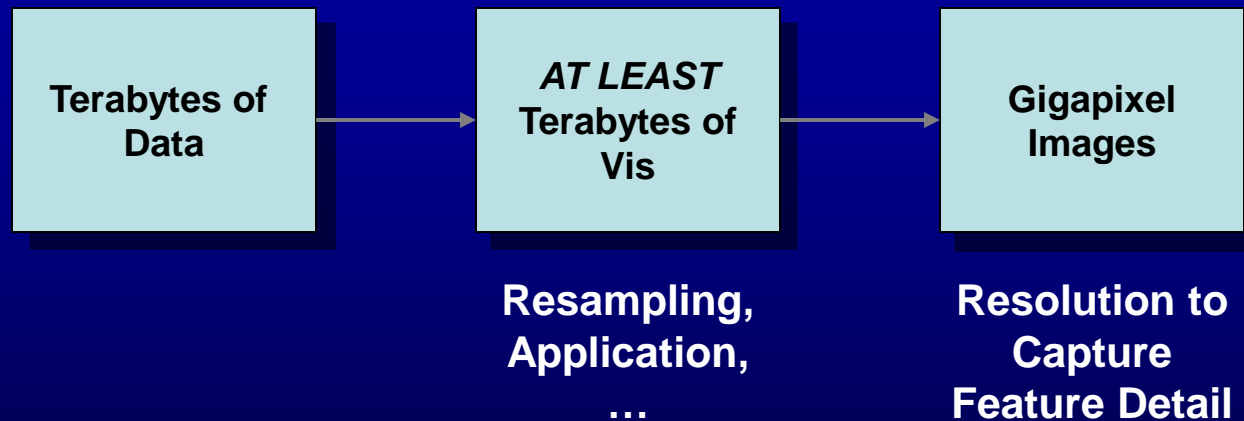 Terabytes of
Data
AT LEAST
Terabytes of
Vis
Gigapixel
Images
Resampling,
Application,
...
Resolution to
Capture
Feature Detail